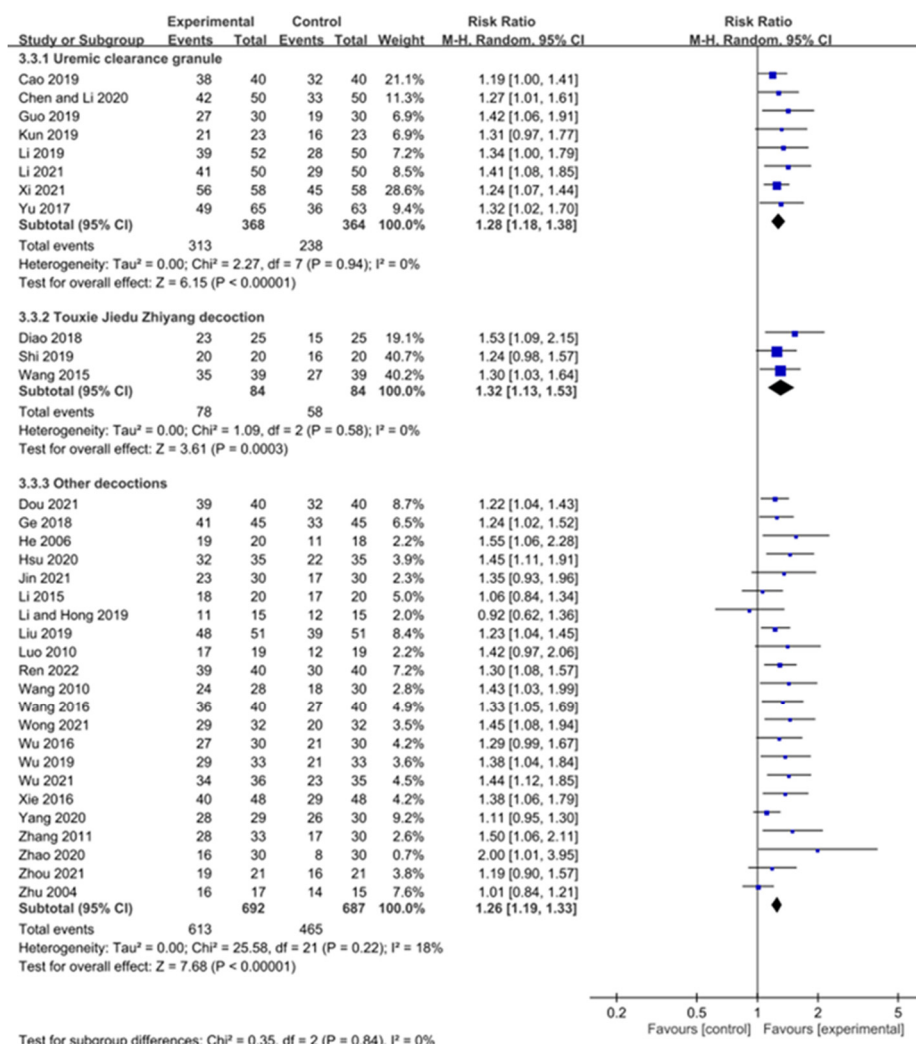 Experimental Control Risk Ratio Risk Ratio
Study or Subgroup Events Total Events Total Weight M-H, Random, 95% CI M-H, Random, 95% CI
3.3.1 Uremic clearance granule
Cao 2019 38 40 32 40 21.1% 1.19 [1.00, 1.41]
Chen and Li 2020 42 50 33 50 11.3% 1.27 [1.01, 1.61]
Guo 2019 27 30 19 30 6.9% 1.42 [1.06, 1.91]
Kun 2019 21 23 16 23 6.9% 1.31 [0.97, 1.77]
Li 2019 39 52 28 50 7.2% 1.34 [1.00, 1.79]
Li 2021 41 50 29 50 8.5% 1.41 [1.08, 1.85]
Xi 2021 56 58 45 58 28.6% 1.24 [1.07, 1.44]
Yu 2017 49 65 36 63 9.4% 1.32 [1.02, 1.70]
Subtotal (95% CI) 368 364 100.0% 1.28 [1.18, 1.38]
Total events 313 238
Heterogeneity: Tau² = 0.00; Chi² = 2.27, df = 7 (P = 0.94); I² = 0%
Test for overall effect: Z = 6.15 (P < 0.00001)
3.3.2 Touxie Jiedu Zhiyang decoction
Diao 2018 23 25 15 25 19.1% 1.53 [1.09, 2.15]
Shi 2019 20 20 16 20 40.7% 1.24 [0.98, 1.57]
Wang 2015 35 39 27 39 40.2% 1.30 [1.03, 1.64]
Subtotal (95% CI) 84 84 100.0% 1.32 [1.13, 1.53]
Total events 78 58
Heterogeneity: Tau² = 0.00; Chi² = 1.09, df = 2 (P = 0.58); I² = 0%
Test for overall effect: Z = 3.61 (P = 0.0003)
3.3.3 Other decoctions
Dou 2021 39 40 32 40 8.7% 1.22 [1.04, 1.43]
Ge 2018 41 45 33 45 6.5% 1.24 [1.02, 1.52]
He 2006 19 20 11 18 2.2% 1.55 [1.06, 2.28]
Hsu 2020 32 35 22 35 3.9% 1.45 [1.11, 1.91]
Jin 2021 23 30 17 30 2.3% 1.35 [0.93, 1.96]
Li 2015 18 20 17 20 5.0% 1.06 [0.84, 1.34]
Li and Hong 2019 11 15 12 15 2.0% 0.92 [0.62, 1.36]
Liu 2019 48 51 39 51 8.4% 1.23 [1.04, 1.45]
Luo 2010 17 19 12 19 2.2% 1.42 [0.97, 2.06]
Ren 2022 39 40 30 40 7.2% 1.30 [1.08, 1.57]
Wang 2010 24 28 18 30 2.8% 1.43 [1.03, 1.99]
Wang 2016 36 40 27 40 4.9% 1.33 [1.05, 1.69]
Wong 2021 29 32 20 32 3.5% 1.45 [1.08, 1.94]
Wu 2016 27 30 21 30 4.2% 1.29 [0.99, 1.67]
Wu 2019 29 33 21 33 3.6% 1.38 [1.04, 1.84]
Wu 2021 34 36 23 35 4.5% 1.44 [1.12, 1.85]
Xie 2016 40 48 29 48 4.2% 1.38 [1.06, 1.79]
Yang 2020 28 29 26 30 9.2% 1.11 [0.95, 1.30]
Zhang 2011 28 33 17 30 2.6% 1.50 [1.06, 2.11]
Zhao 2020 16 30 8 30 0.7% 2.00 [1.01, 3.95]
Zhou 2021 19 21 16 21 3.8% 1.19 [0.90, 1.57]
Zhu 2004 16 17 14 15 7.6% 1.01 [0.84, 1.21]
Subtotal (95% CI) 692 687 100.0% 1.26 [1.19, 1.33]
Total events 613 465
Heterogeneity: Tau² = 0.00; Chi² = 25.58, df = 21 (P = 0.22); I² = 18%
Test for overall effect: Z = 7.68 (P < 0.00001)
0.2 0.5 1 2 5
Favours [control] Favours [experimental]
Test for subgroup differences: Chi² = 0.35, df = 2 (P = 0.84), I² = 0%